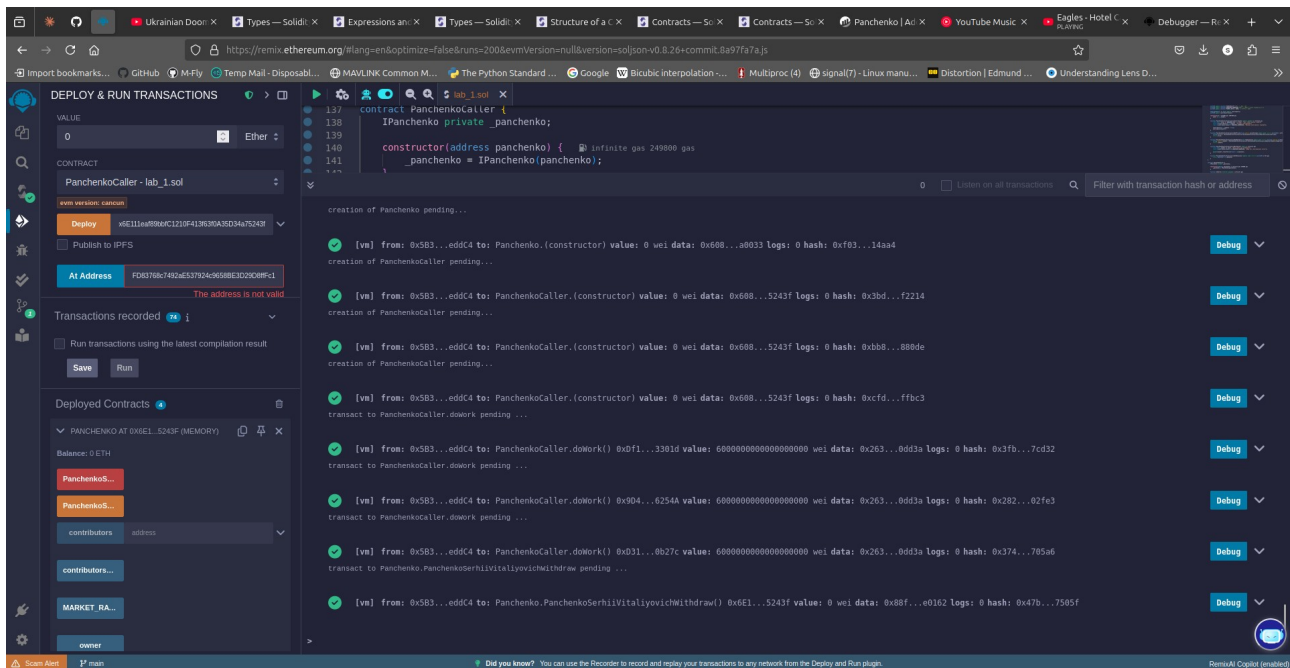 Ukrainian Doom
Types — Solidit
Expressions and
Types — Solidit
Structure of a C
Contracts — So
Contracts — So
Panchenko | Ad
YouTube Music
Eagles - Hotel C
PLAYING
Debugger — Re
https://remix.ethereum.org/#lang=en&optimize=false&runs=200&evmVersion=null&version=soljson-v0.8.26+commit.8a97fa7a.js
Import bookmarks...
GitHub
M-Fly
Temp Mail - Disposabl...
MAVLINK Common M...
The Python Standard ...
Google
Bicubic interpolation -...
Multiproc (4)
signal(7) - Linux manu...
Distortion | Edmund ...
Understanding Lens D...
DEPLOY & RUN TRANSACTIONS
VALUE
0
Ether
CONTRACT
PanchenkoCaller - lab_1.sol
evm version: cancun
Deploy
x6E111eaf89bbfC1210F413f63f0A35D34a75243f
Publish to IPFS
At Address
FD83768c7492aE537924c9658BE3D29D8ffFc1
The address is not valid
Transactions recorded 74 i
Run transactions using the latest compilation result
Save
Run
Deployed Contracts 4
PANCHENKO AT 0X6E1...5243F (MEMORY)
Balance: 0 ETH
PanchenkoS...
PanchenkoS...
contributors
address
contributors...
MARKET_RA...
owner
lab_1.sol
137 contract PanchenkoCaller {
138 IPanchenko private _panchenko;
139
140 constructor(address panchenko) { infinite gas 249800 gas
141 _panchenko = IPanchenko(panchenko);
142 }
0
Listen on all transactions
Filter with transaction hash or address
creation of Panchenko pending...
[vm] from: 0x5B3...eddC4 to: Panchenko.(constructor) value: 0 wei data: 0x608...a0033 logs: 0 hash: 0xf03...14aa4
Debug
creation of PanchenkoCaller pending...
[vm] from: 0x5B3...eddC4 to: PanchenkoCaller.(constructor) value: 0 wei data: 0x608...5243f logs: 0 hash: 0x3bd...f2214
Debug
creation of PanchenkoCaller pending...
[vm] from: 0x5B3...eddC4 to: PanchenkoCaller.(constructor) value: 0 wei data: 0x608...5243f logs: 0 hash: 0xbb8...880de
Debug
creation of PanchenkoCaller pending...
[vm] from: 0x5B3...eddC4 to: PanchenkoCaller.(constructor) value: 0 wei data: 0x608...5243f logs: 0 hash: 0xcfd...ffbc3
Debug
transact to PanchenkoCaller.doWork pending ...
[vm] from: 0x5B3...eddC4 to: PanchenkoCaller.doWork() 0xDf1...3301d value: 6000000000000000000 wei data: 0x263...0dd3a logs: 0 hash: 0x3fb...7cd32
Debug
transact to PanchenkoCaller.doWork pending ...
[vm] from: 0x5B3...eddC4 to: PanchenkoCaller.doWork() 0x9D4...6254A value: 6000000000000000000 wei data: 0x263...0dd3a logs: 0 hash: 0x282...02fe3
Debug
transact to PanchenkoCaller.doWork pending ...
[vm] from: 0x5B3...eddC4 to: PanchenkoCaller.doWork() 0xD31...0b27c value: 6000000000000000000 wei data: 0x263...0dd3a logs: 0 hash: 0x374...705a6
Debug
transact to Panchenko.PanchenkoSerhiiVitaliyovichWithdraw pending ...
[vm] from: 0x5B3...eddC4 to: Panchenko.PanchenkoSerhiiVitaliyovichWithdraw() 0x6E1...5243f value: 0 wei data: 0x88f...e0162 logs: 0 hash: 0x47b...7505f
Debug
>
Scam Alert
main
Did you know? You can use the Recorder to record and replay your transactions to any network from the Deploy and Run plugin.
RemixAI Copilot (enabled)